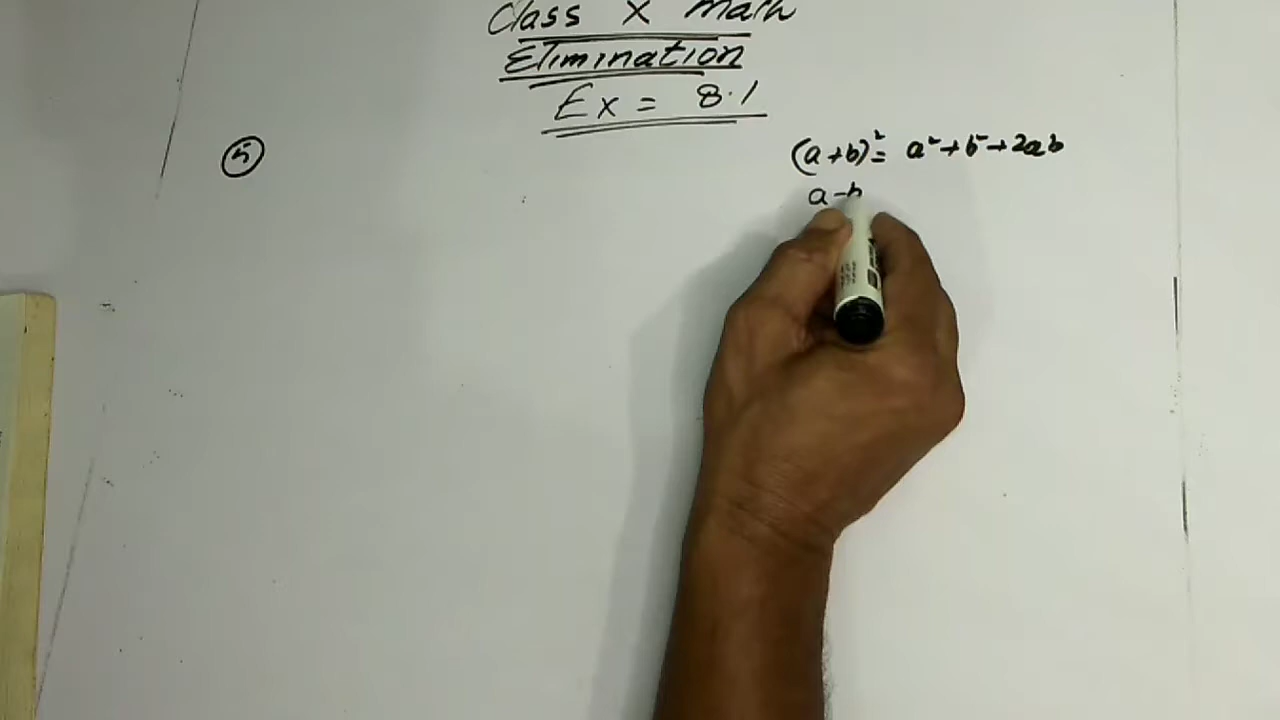 Class X Math
Elimination
Ex = 8.1
(5)
(a+b)² = a² + b² + 2ab
a-b